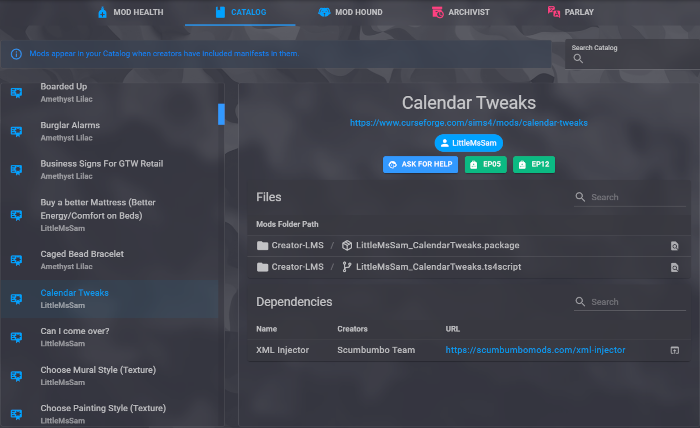 MOD HEALTH
CATALOG
MOD HOUND
ARCHIVIST
PARLAY
Mods appear in your Catalog when creators have included manifests in them.
Search Catalog
Boarded Up
Amethyst Lilac
Burglar Alarms
Amethyst Lilac
Business Signs For GTW Retail
Amethyst Lilac
Buy a better Mattress (Better
Energy/Comfort on Beds)
LittleMsSam
Caged Bead Bracelet
Amethyst Lilac
Calendar Tweaks
LittleMsSam
Can I come over?
LittleMsSam
Choose Mural Style (Texture)
LittleMsSam
Choose Painting Style (Texture)
LittleMsSam
Calendar Tweaks
https://www.curseforge.com/sims4/mods/calendar-tweaks
LittleMsSam
ASK FOR HELP
EP05
EP12
Files
Search
Mods Folder Path
Creator-LMS / LittleMsSam_CalendarTweaks.package
Creator-LMS / LittleMsSam_CalendarTweaks.ts4script
Dependencies
Search
Name Creators URL
XML Injector Scumbumbo Team https://scumbumbomods.com/xml-injector